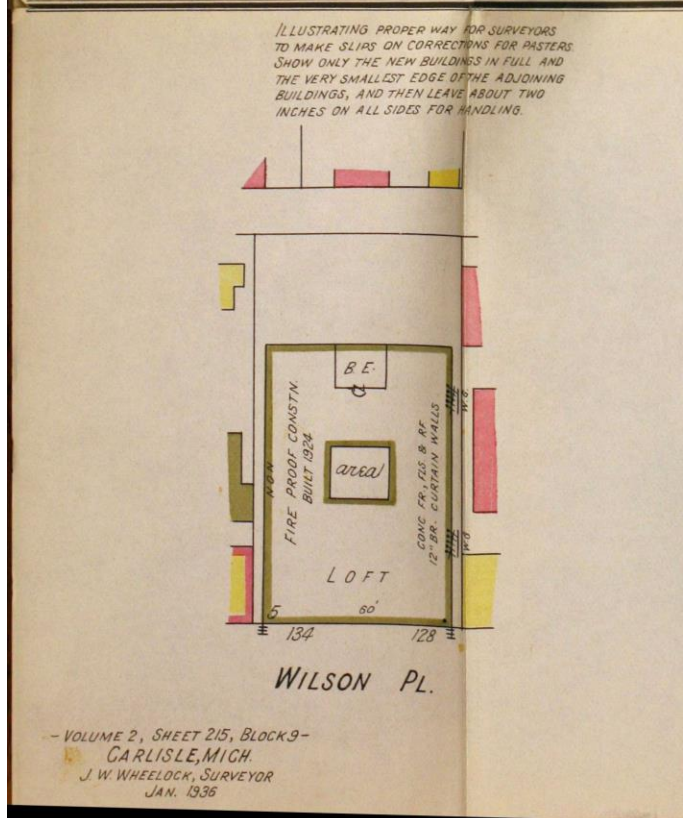 ILLUSTRATING PROPER WAY FOR SURVEYORS
TO MAKE SLIPS ON CORRECTIONS FOR PASTERS.
SHOW ONLY THE NEW BUILDINGS IN FULL AND
THE VERY SMALLEST EDGE OF THE ADJOINING
BUILDINGS, AND THEN LEAVE ABOUT TWO
INCHES ON ALL SIDES FOR HANDLING.
B.E.
W.G.
NON
FIRE PROOF CONSTN.
BUILT 1924
area
CONC FR., FLS. & RF.
12" BR. CURTAIN WALLS
W.G.
LOFT
5
60'
134
128
WILSON PL.
- VOLUME 2, SHEET 215, BLOCK 9 -
CARLISLE, MICH.
J. W. WHEELOCK, SURVEYOR
JAN. 1936